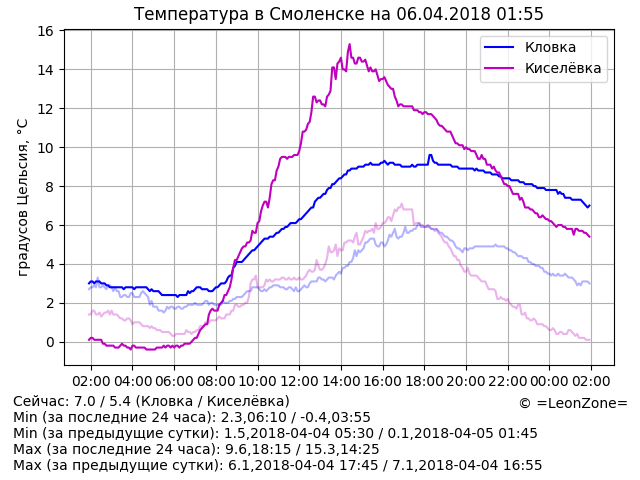 Температура в Смоленске на 06.04.2018 01:55
градусов Цельсия, °C
16
14
12
10
8
6
4
2
0
Кловка
Киселёвка
02:00 04:00 06:00 08:00 10:00 12:00 14:00 16:00 18:00 20:00 22:00 00:00 02:00
Сейчас: 7.0 / 5.4 (Кловка / Киселёвка)
© =LeonZone=
Min (за последние 24 часа): 2.3,06:10 / -0.4,03:55
Min (за предыдущие сутки): 1.5,2018-04-04 05:30 / 0.1,2018-04-05 01:45
Max (за последние 24 часа): 9.6,18:15 / 15.3,14:25
Max (за предыдущие сутки): 6.1,2018-04-04 17:45 / 7.1,2018-04-04 16:55